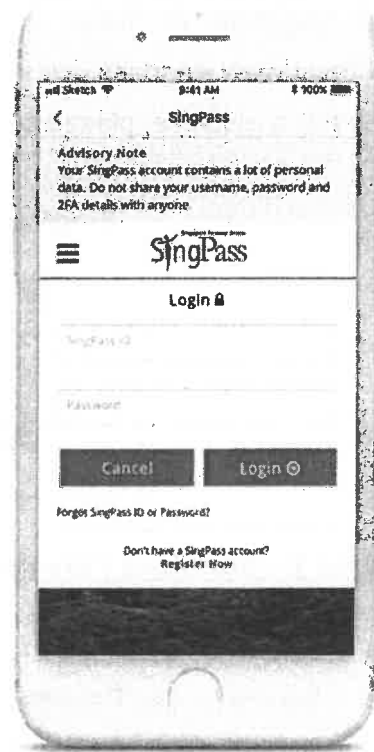 Sketch 9:41 AM 100%
SingPass
Advisory Note
Your SingPass account contains a lot of personal
data. Do not share your username, password and
2FA details with anyone
SingPass
Login
SingPass ID
Password
Cancel Login
Forgot SingPass ID or Password?
Don't have a SingPass account?
Register Now